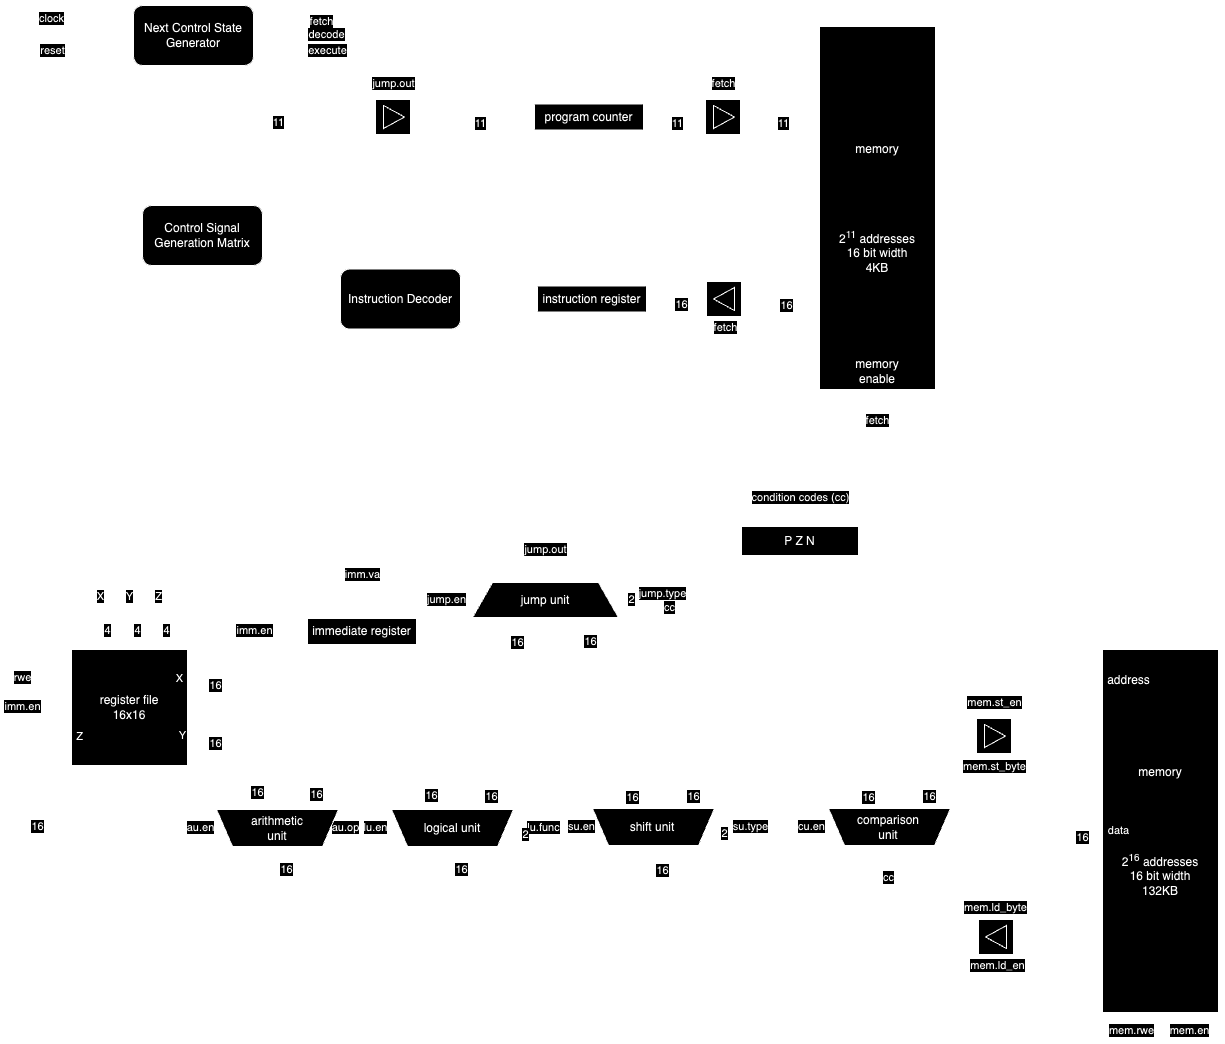 clock
reset
Next Control State
Generator
fetch
decode
execute
jump.out
fetch
11
11
program counter
11
11
memory
2^11 addresses
16 bit width
4KB
memory
enable
fetch
Control Signal
Generation Matrix
Instruction Decoder
instruction register
16
fetch
16
condition codes (cc)
P Z N
jump.out
imm.va
jump.en
jump unit
2
jump.type
cc
16
16
X
Y
Z
4
4
4
imm.en
immediate register
rwe
imm.en
register file
16x16
X
Y
Z
16
16
16
mem.st_en
mem.st_byte
address
memory
data
2^16 addresses
16 bit width
132KB
16
16
16
au.en
arithmetic
unit
au.op
16
16
16
lu.en
logical unit
2
lu.func
16
16
16
su.en
shift unit
2
su.type
16
16
16
cu.en
comparison
unit
cc
mem.ld_byte
mem.ld_en
mem.rwe
mem.en